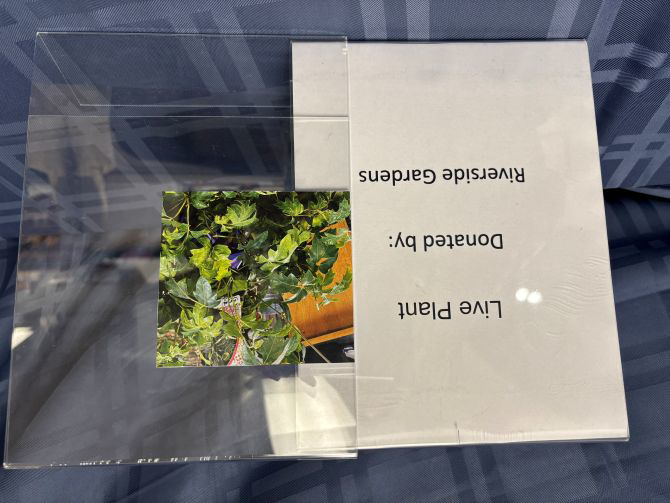 Live Plant
Donated by:
Riverside Gardens